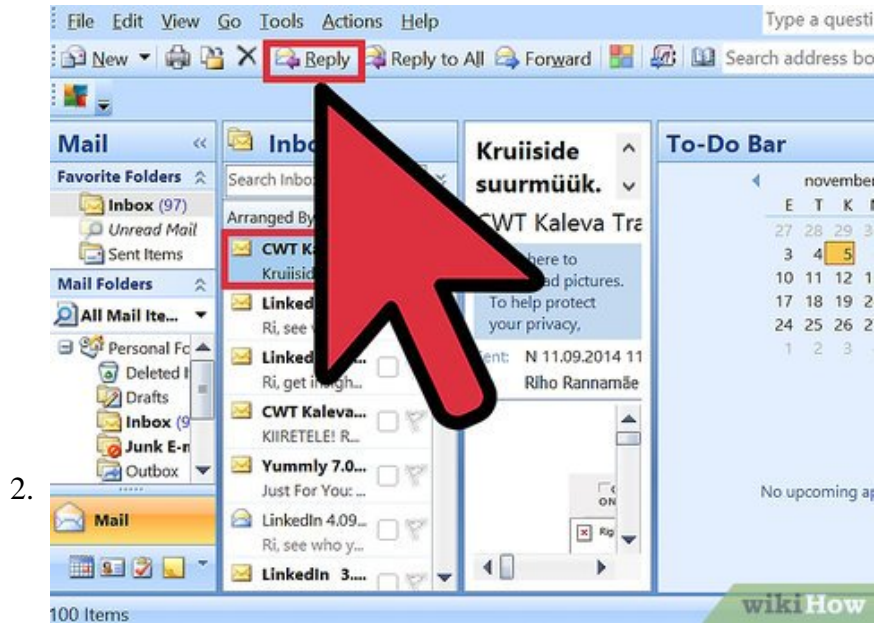 File Edit View Go Tools Actions Help
Type a questi
New Reply Reply to All Forward Search address bo
Mail
Favorite Folders
Inbox (97)
Unread Mail
Sent Items
Mail Folders
All Mail Ite...
Personal Fo
Deleted I
Drafts
Inbox (9
Junk E-m
Outbox
Mail
100 Items
Inbo
Search Inbo
Arranged By
CWT K
Kruiisid
Linked
Ri, see
Linked
Ri, get insigh...
CWT Kaleva...
KIIRETELE! R...
Yummly 7.0...
Just For You: ...
LinkedIn 4.09...
Ri, see who y...
LinkedIn 3....
Kruiiside
suurmüük.
CWT Kaleva Tra
here to
ad pictures.
To help protect
your privacy,
ent: N 11.09.2014 11
Riho Rannamäe
ON
Rig
To-Do Bar
november
E T K
27 28 29 3
3 4 5
10 11 12 1
17 18 19 2
24 25 26 2
1 2 3
No upcoming ap
2.
wikiHow